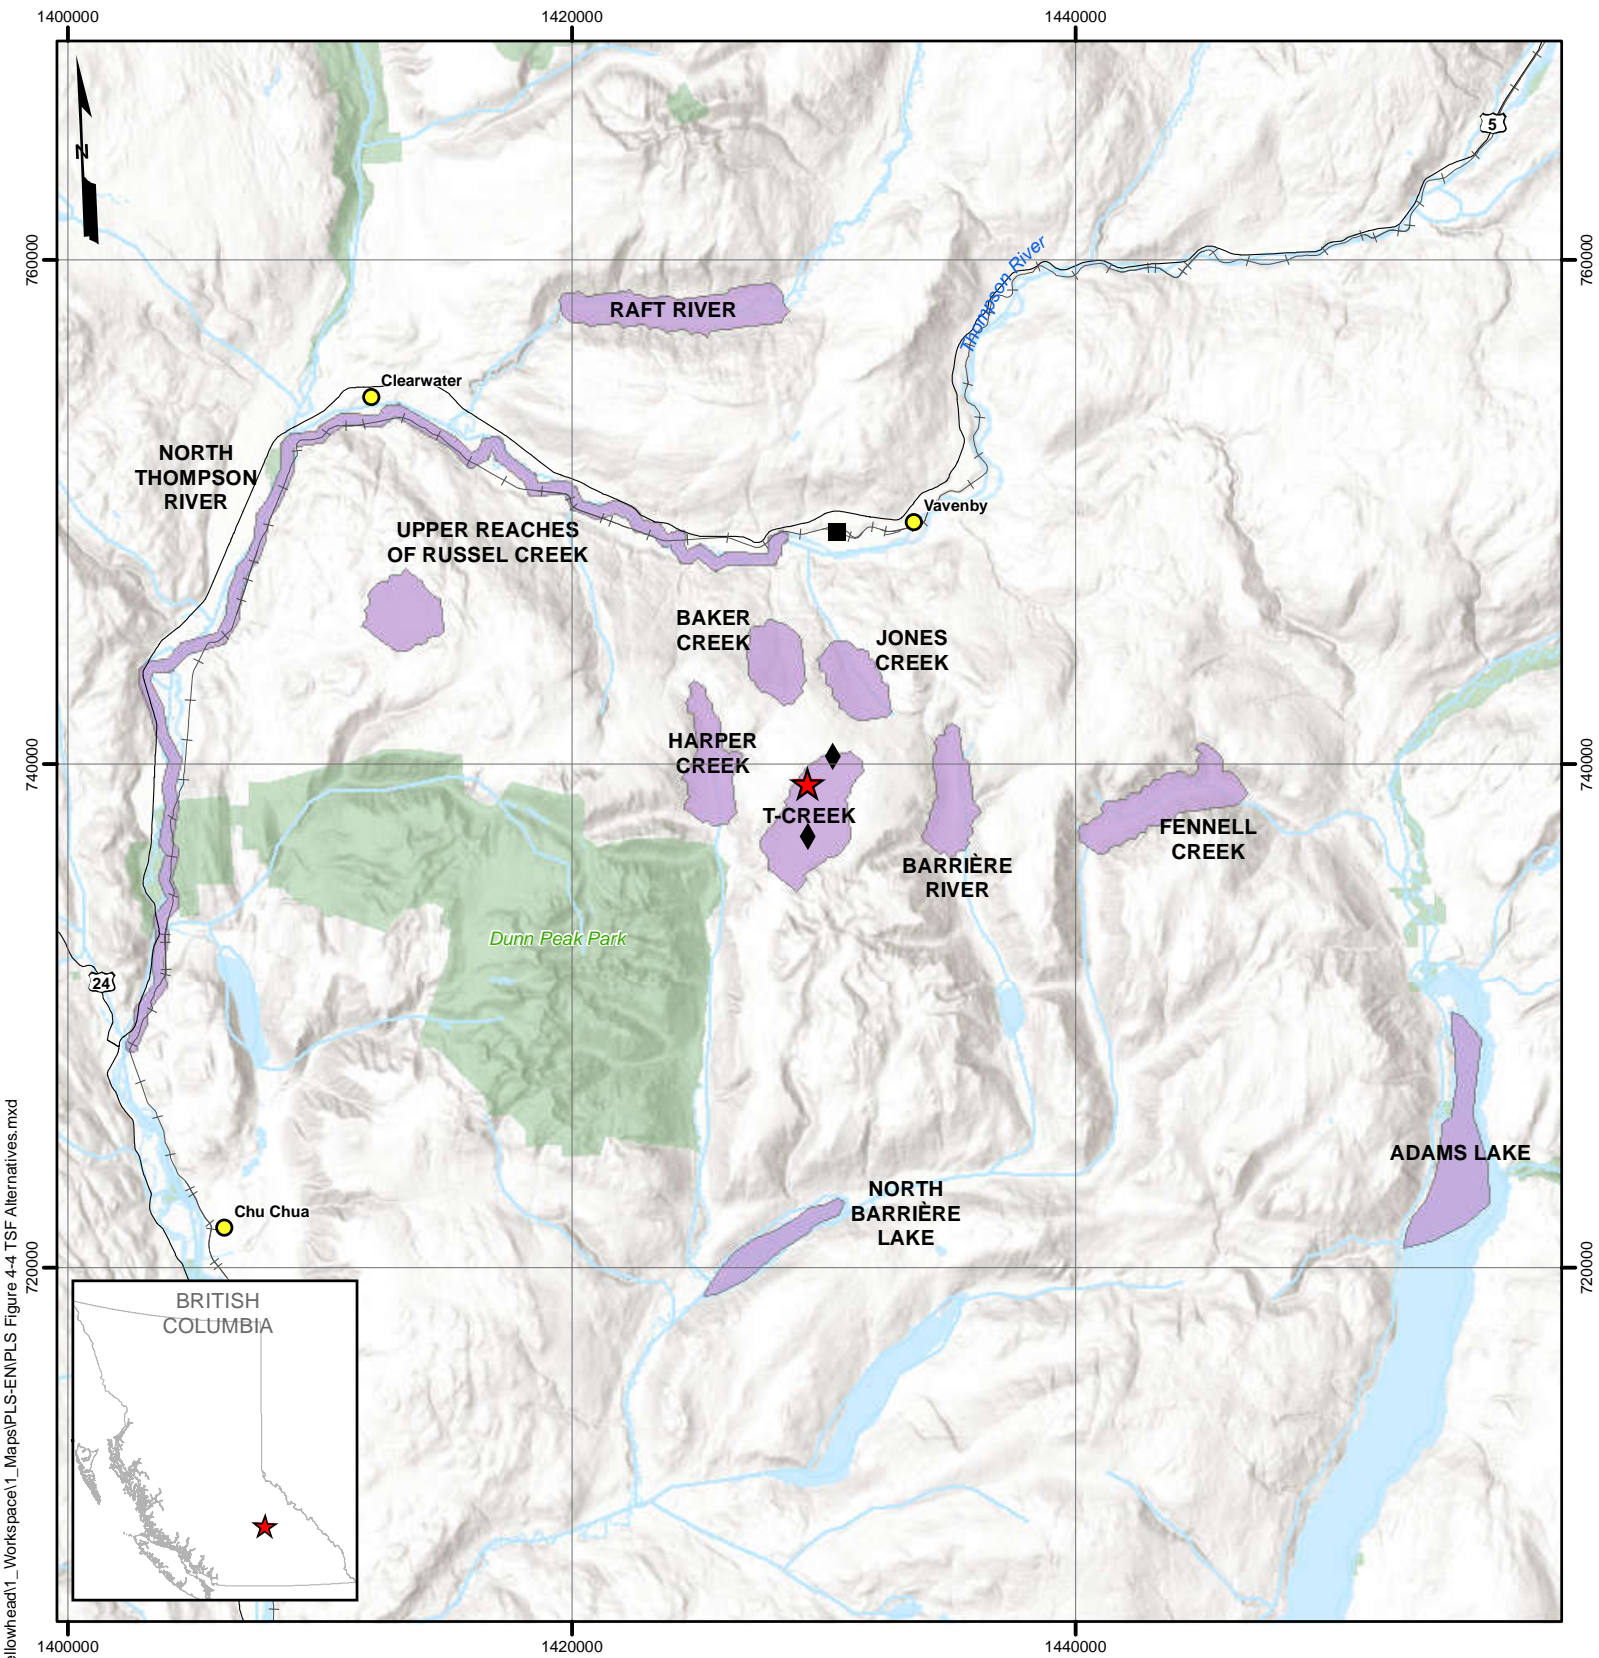 1400000
1420000
1440000
5
N
760000
760000
Thompson River
RAFT RIVER
Clearwater
NORTH
THOMPSON
RIVER
Vavenby
UPPER REACHES
OF RUSSEL CREEK
BAKER
CREEK
JONES
CREEK
HARPER
CREEK
740000
740000
T-CREEK
FENNELL
CREEK
BARRIÈRE
RIVER
Dunn Peak Park
24
ADAMS LAKE
NORTH
BARRIÈRE
LAKE
Chu Chua
720000
720000
BRITISH
COLUMBIA
ellowhead\1_Workspace\1_Maps\PLS-EN\PLS Figure 4-4 TSF Alternatives.mxd
1400000
1420000
1440000